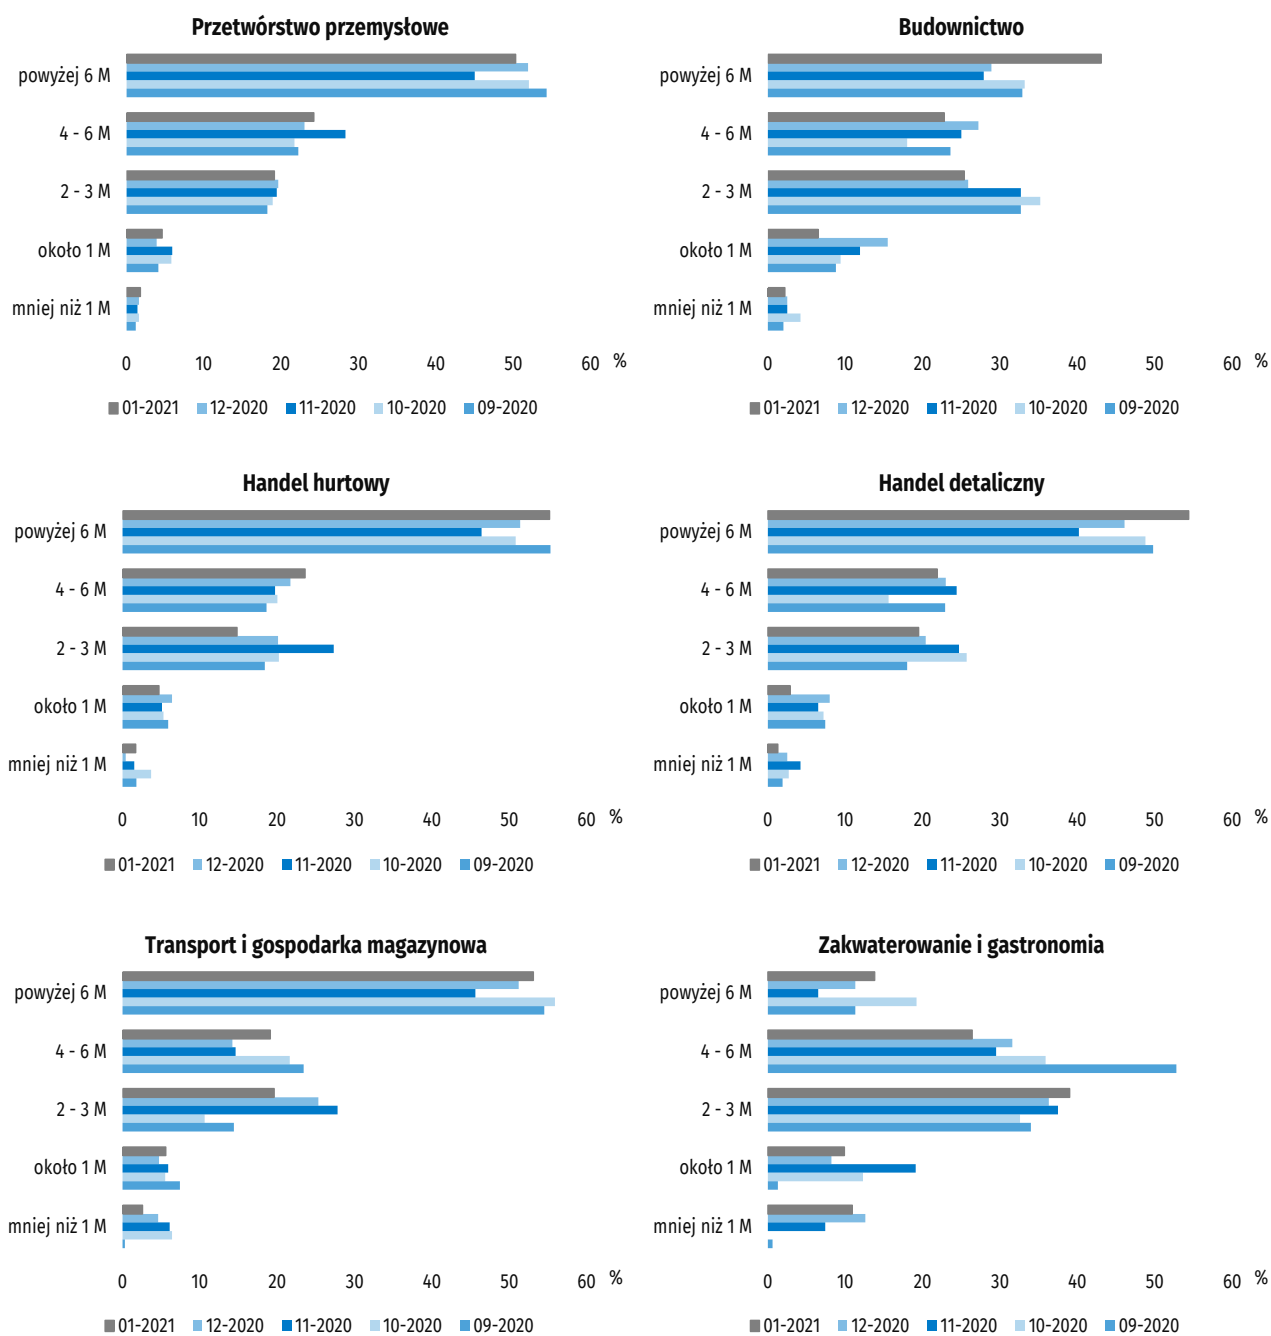 Przetwórstwo przemysłowe
powyżej 6 M
4 - 6 M
2 - 3 M
około 1 M
mniej niż 1 M
0 10 20 30 40 50 60 %
01-2021 12-2020 11-2020 10-2020 09-2020
Budownictwo
powyżej 6 M
4 - 6 M
2 - 3 M
około 1 M
mniej niż 1 M
0 10 20 30 40 50 60 %
01-2021 12-2020 11-2020 10-2020 09-2020
Handel hurtowy
powyżej 6 M
4 - 6 M
2 - 3 M
około 1 M
mniej niż 1 M
0 10 20 30 40 50 60 %
01-2021 12-2020 11-2020 10-2020 09-2020
Handel detaliczny
powyżej 6 M
4 - 6 M
2 - 3 M
około 1 M
mniej niż 1 M
0 10 20 30 40 50 60 %
01-2021 12-2020 11-2020 10-2020 09-2020
Transport i gospodarka magazynowa
powyżej 6 M
4 - 6 M
2 - 3 M
około 1 M
mniej niż 1 M
0 10 20 30 40 50 60 %
01-2021 12-2020 11-2020 10-2020 09-2020
Zakwaterowanie i gastronomia
powyżej 6 M
4 - 6 M
2 - 3 M
około 1 M
mniej niż 1 M
0 10 20 30 40 50 60 %
01-2021 12-2020 11-2020 10-2020 09-2020